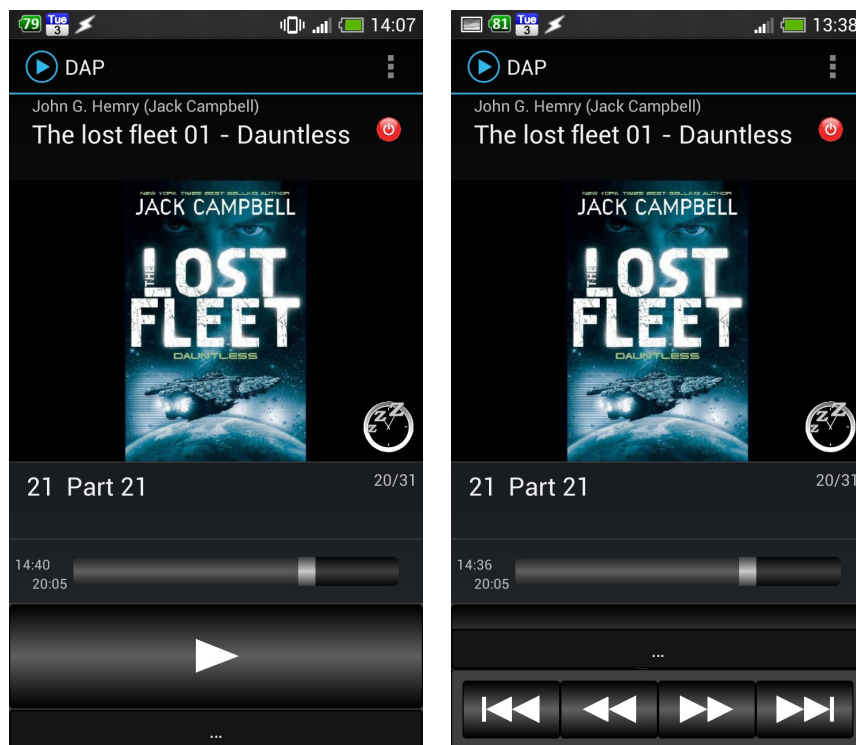 79 Tue 3 14:07
DAP
John G. Hemry (Jack Campbell)
The lost fleet 01 - Dauntless
NEW YORK TIMES BEST SELLING AUTHOR
JACK CAMPBELL
THE
LOST
FLEET
DAUNTLESS
z z Z
21 Part 21 20/31
14:40
20:05
...
81 Tue 3 13:38
DAP
John G. Hemry (Jack Campbell)
The lost fleet 01 - Dauntless
NEW YORK TIMES BEST SELLING AUTHOR
JACK CAMPBELL
THE
LOST
FLEET
DAUNTLESS
z z Z
21 Part 21 20/31
14:36
20:05
...